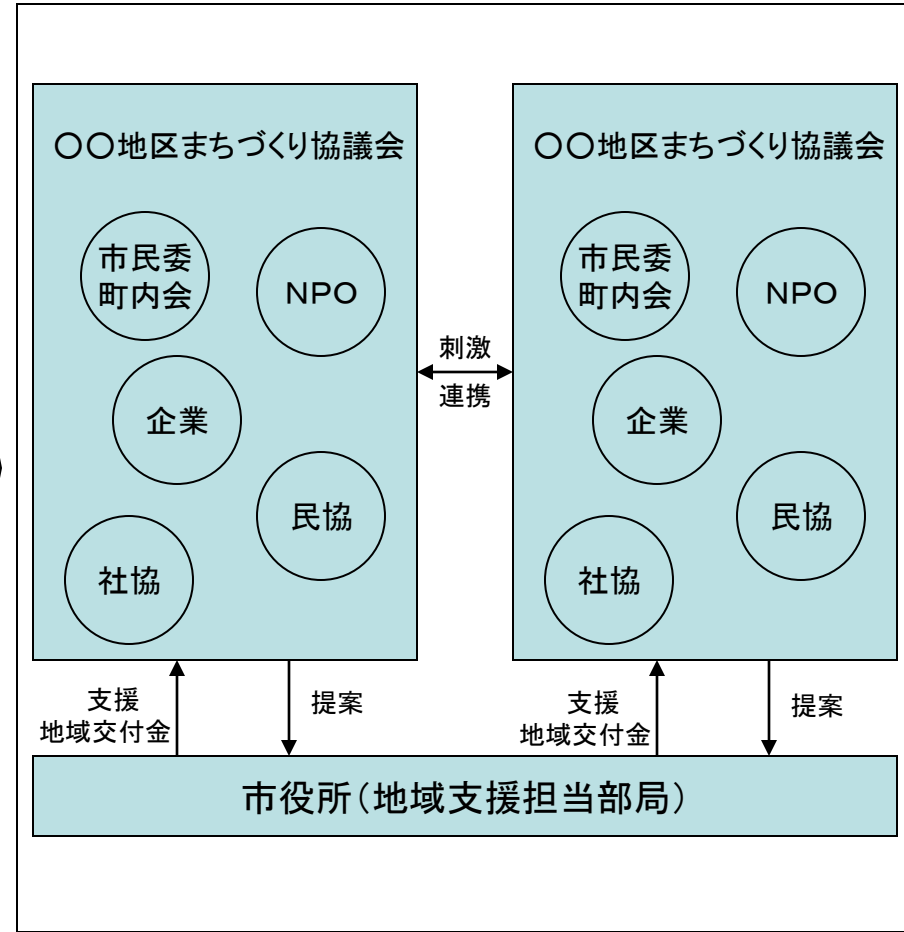 〇〇地区まちづくり協議会
市民委
町内会
NPO
企業
民協
社協
刺激
連携
〇〇地区まちづくり協議会
市民委
町内会
NPO
企業
民協
社協
支援
地域交付金
提案
支援
地域交付金
提案
市役所（地域支援担当部局）